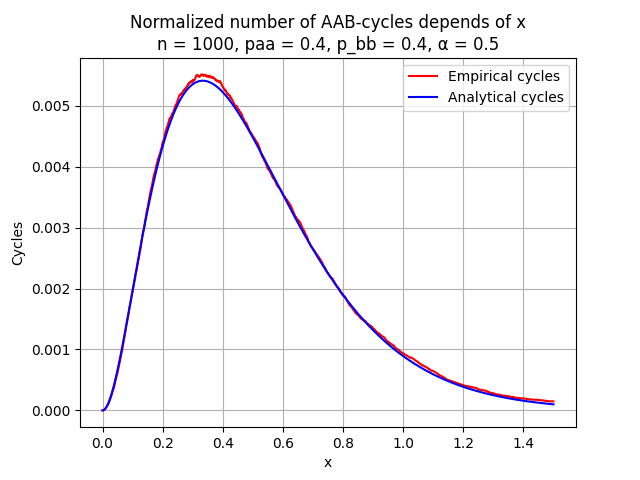 Normalized number of AAB-cycles depends of x
n = 1000, paa = 0.4, p_bb = 0.4, α = 0.5
Empirical cycles
Analytical cycles
Cycles
0.005
0.004
0.003
0.002
0.001
0.000
0.0 0.2 0.4 0.6 0.8 1.0 1.2 1.4
x